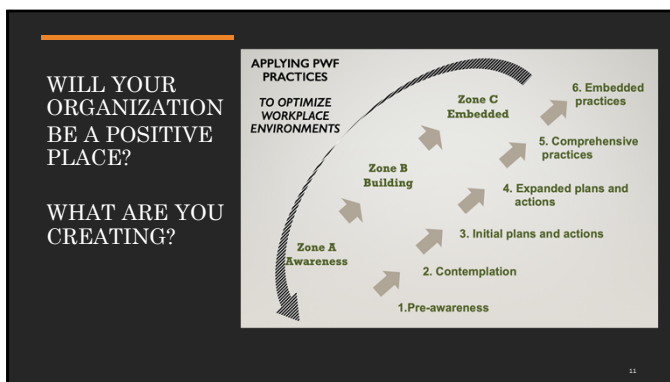 WILL YOUR
ORGANIZATION
BE A POSITIVE
PLACE?
WHAT ARE YOU
CREATING?
APPLYING PWF
PRACTICES
TO OPTIMIZE
WORKPLACE
ENVIRONMENTS
Zone C
Embedded
Zone B
Building
Zone A
Awareness
6. Embedded
practices
5. Comprehensive
practices
4. Expanded plans and
actions
3. Initial plans and actions
2. Contemplation
1.Pre-awareness
11